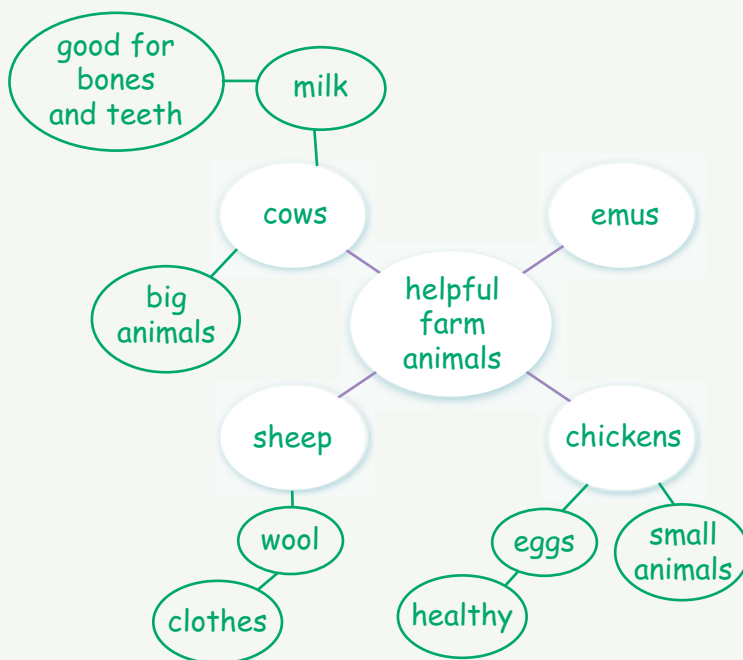 good for
bones
and teeth
milk
cows
emus
big
animals
helpful
farm
animals
sheep
chickens
wool
eggs
small
animals
clothes
healthy